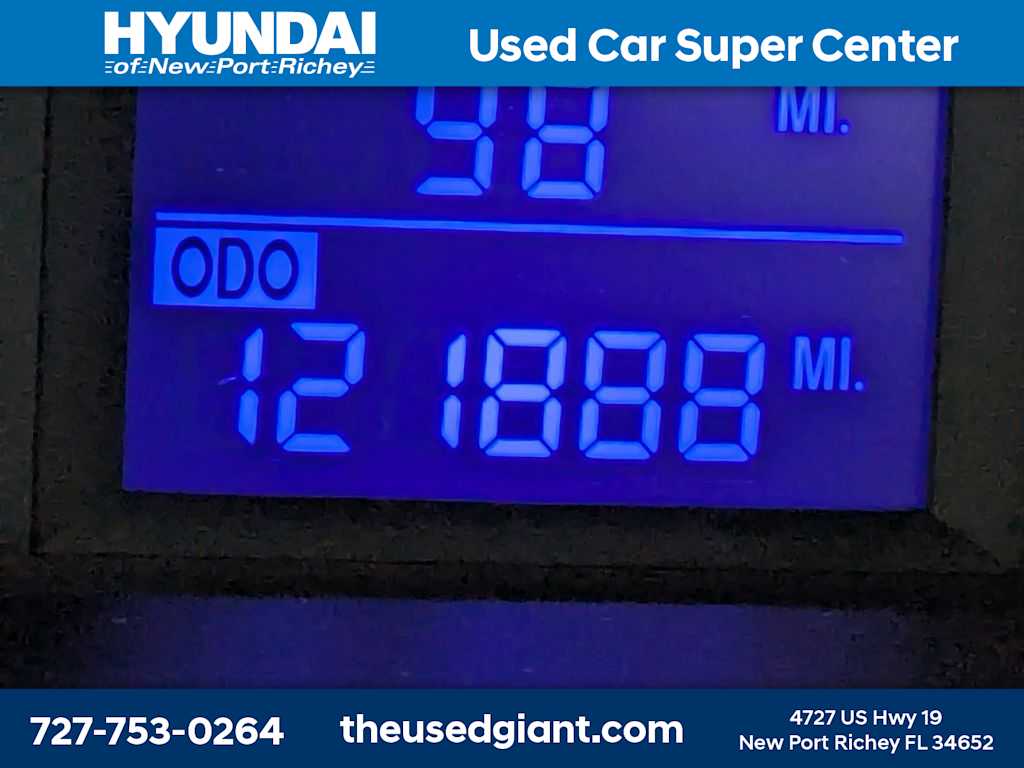 HYUNDAI
of New Port Richey
Used Car Super Center
98 MI.
ODO
121888 MI.
727-753-0264
theusedgiant.com
4727 US Hwy 19
New Port Richey FL 34652